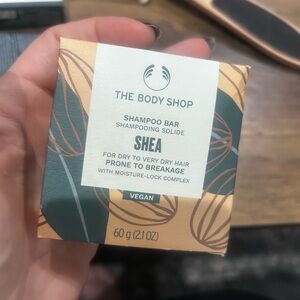 THE BODY SHOP
SHAMPOO BAR
SHAMPOOING SOLIDE
SHEA
FOR DRY TO VERY DRY HAIR
PRONE TO BREAKAGE
WITH MOISTURE-LOCK COMPLEX
VEGAN
60 g (2.1 OZ)